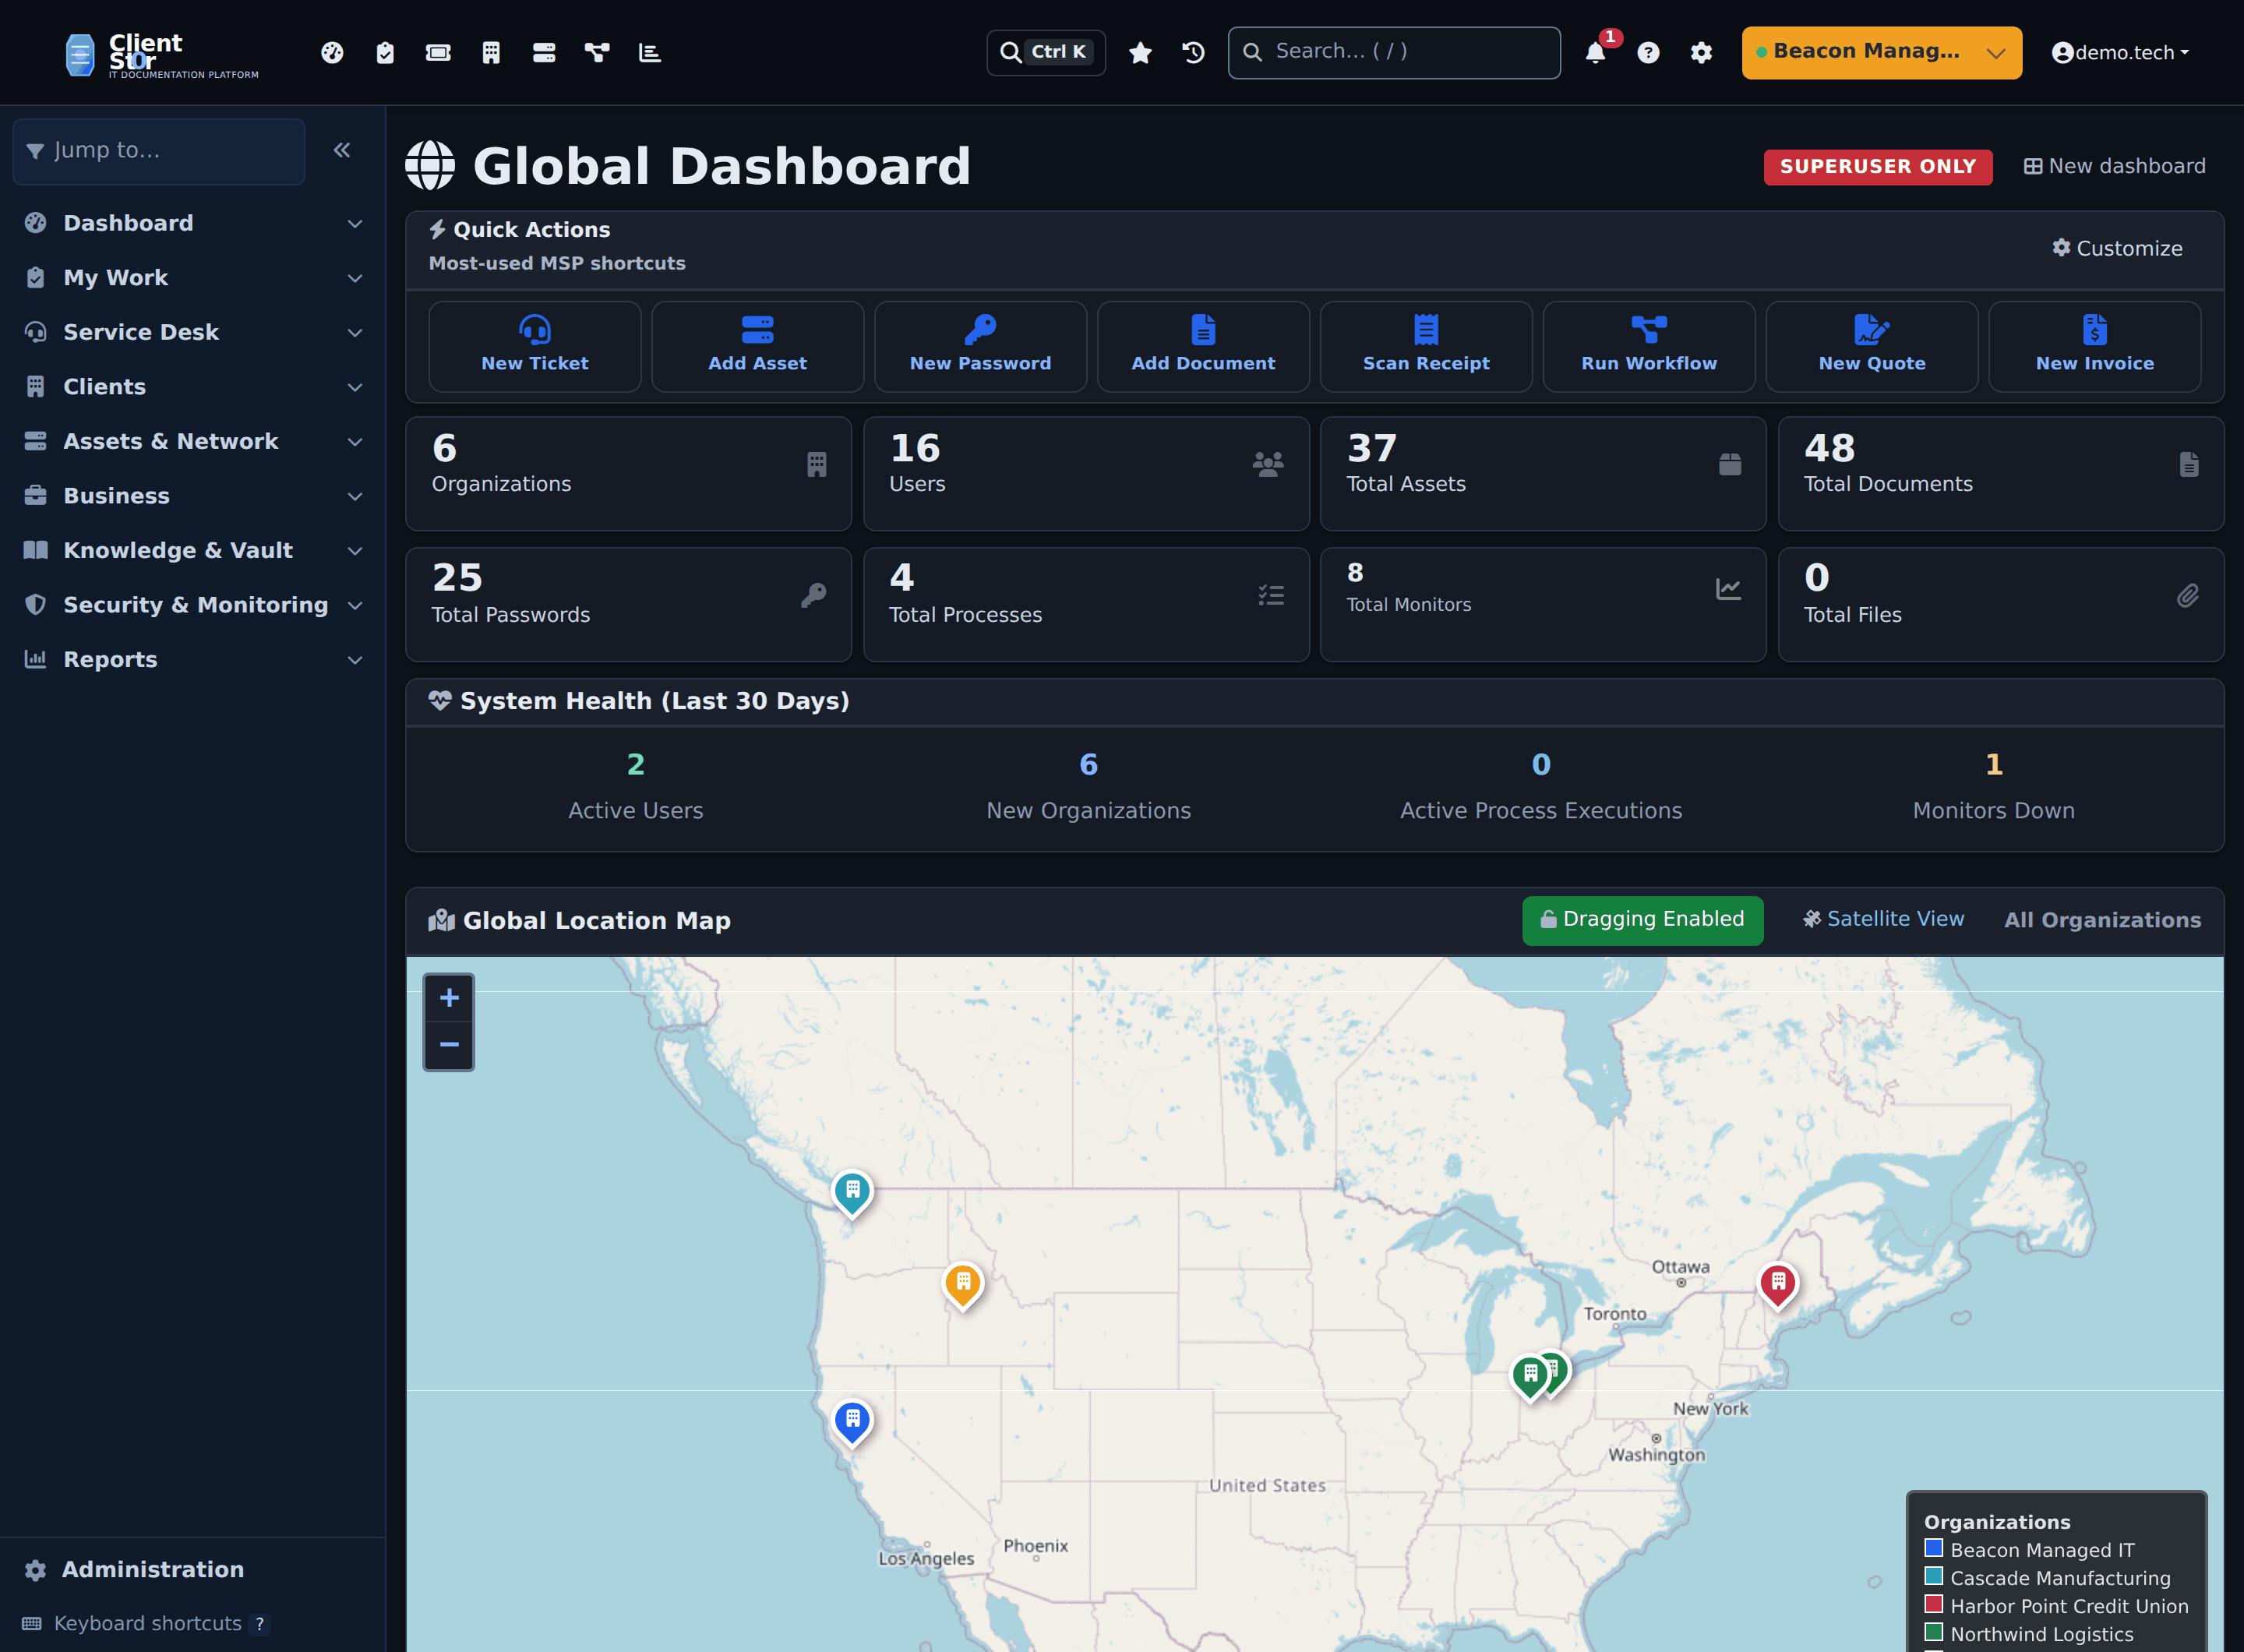 Client
St0r
IT DOCUMENTATION PLATFORM
Ctrl K
Search... ( / )
1
Beacon Manag...
demo.tech
Jump to...
Dashboard
My Work
Service Desk
Clients
Assets & Network
Business
Knowledge & Vault
Security & Monitoring
Reports
Administration
Keyboard shortcuts ?
Global Dashboard
SUPERUSER ONLY
New dashboard
Quick Actions
Most-used MSP shortcuts
Customize
New Ticket
Add Asset
New Password
Add Document
Scan Receipt
Run Workflow
New Quote
New Invoice
6
Organizations
16
Users
37
Total Assets
48
Total Documents
25
Total Passwords
4
Total Processes
8
Total Monitors
0
Total Files
System Health (Last 30 Days)
2
Active Users
6
New Organizations
0
Active Process Executions
1
Monitors Down
Global Location Map
Dragging Enabled
Satellite View
All Organizations
+
−
Ottawa
Toronto
New York
Washington
United States
Phoenix
Los Angeles
Organizations
Beacon Managed IT
Cascade Manufacturing
Harbor Point Credit Union
Northwind Logistics